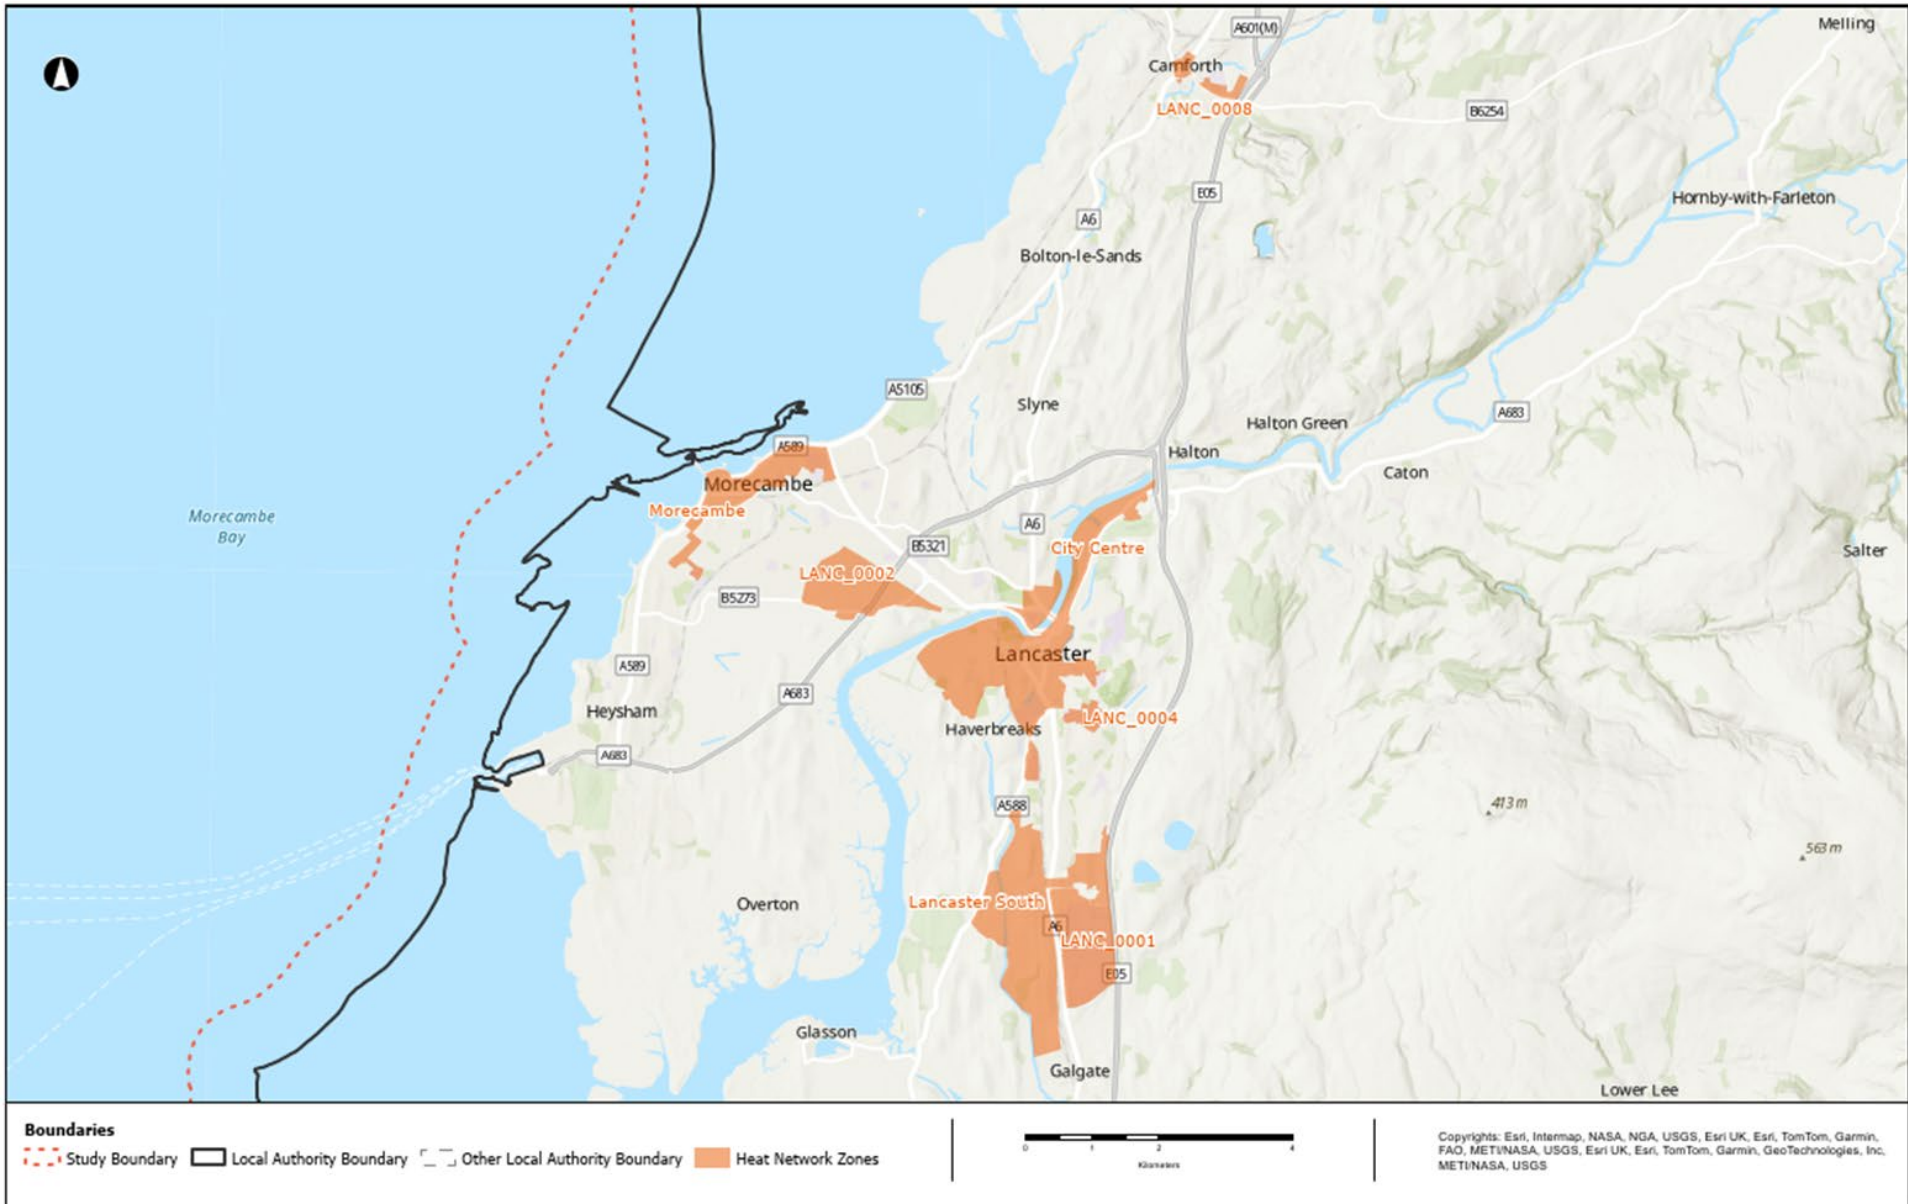 A601(M)
Melling
Carnforth
LANC_0008
B6254
E05
Hornby-with-Farleton
A6
Bolton-le-Sands
A5105
Slyne
A683
Halton Green
A589
Halton
Caton
Morecambe
Morecambe
Morecambe
Bay
A6
B5321
City Centre
Salter
LANC_0002
B5273
Lancaster
A589
A683
Heysham
LANC_0004
Haverbreaks
A683
A588
413 m
563 m
Overton
Lancaster South
A6
LANC_0001
E05
Glasson
Galgate
Lower Lee
Boundaries
Study Boundary
Local Authority Boundary
Other Local Authority Boundary
Heat Network Zones
0 1 2 4
Kilometers
Copyrights: Esri, Intermap, NASA, NGA, USGS, Esri UK, Esri, TomTom, Garmin,
FAO, METI/NASA, USGS, Esri UK, Esri, TomTom, Garmin, GeoTechnologies, Inc,
METI/NASA, USGS